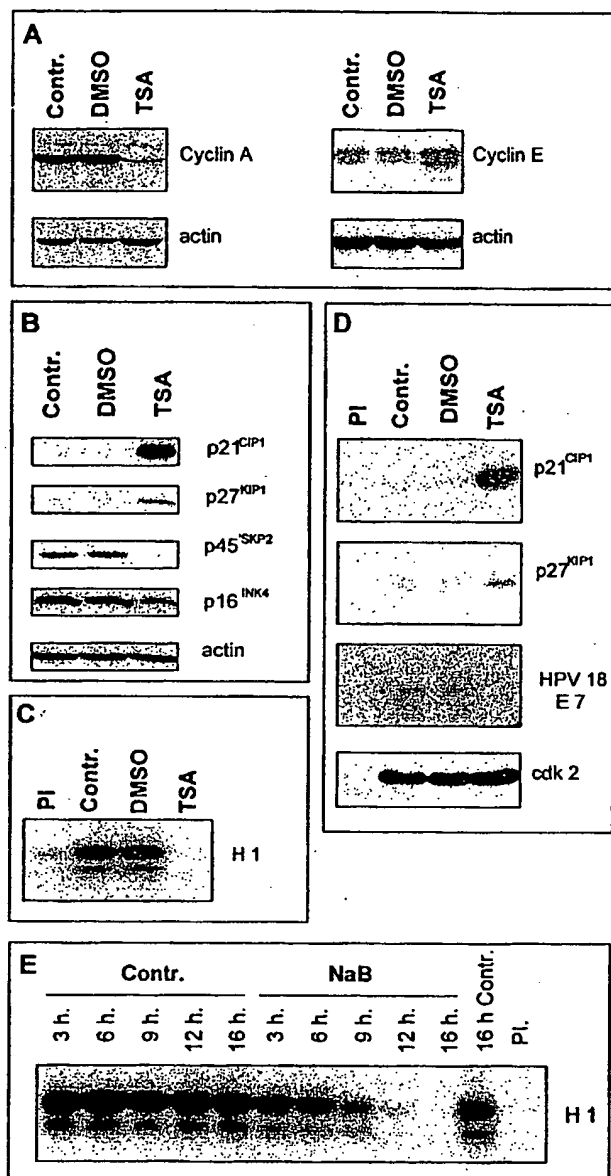 A
Contr. DMSO TSA
Cyclin A
actin
Contr. DMSO TSA
Cyclin E
actin
B
Contr. DMSO TSA
p21CIP1
p27KIP1
p45'SKP2
p16INK4
actin
C
PI Contr. DMSO TSA
H 1
D
PI Contr. DMSO TSA
p21CIP1
p27KIP1
HPV 18
E 7
cdk 2
E
Contr. NaB
3 h. 6 h. 9 h. 12 h. 16 h. 3 h. 6 h. 9 h. 12 h. 16 h. 16 h Contr. PI.
H 1